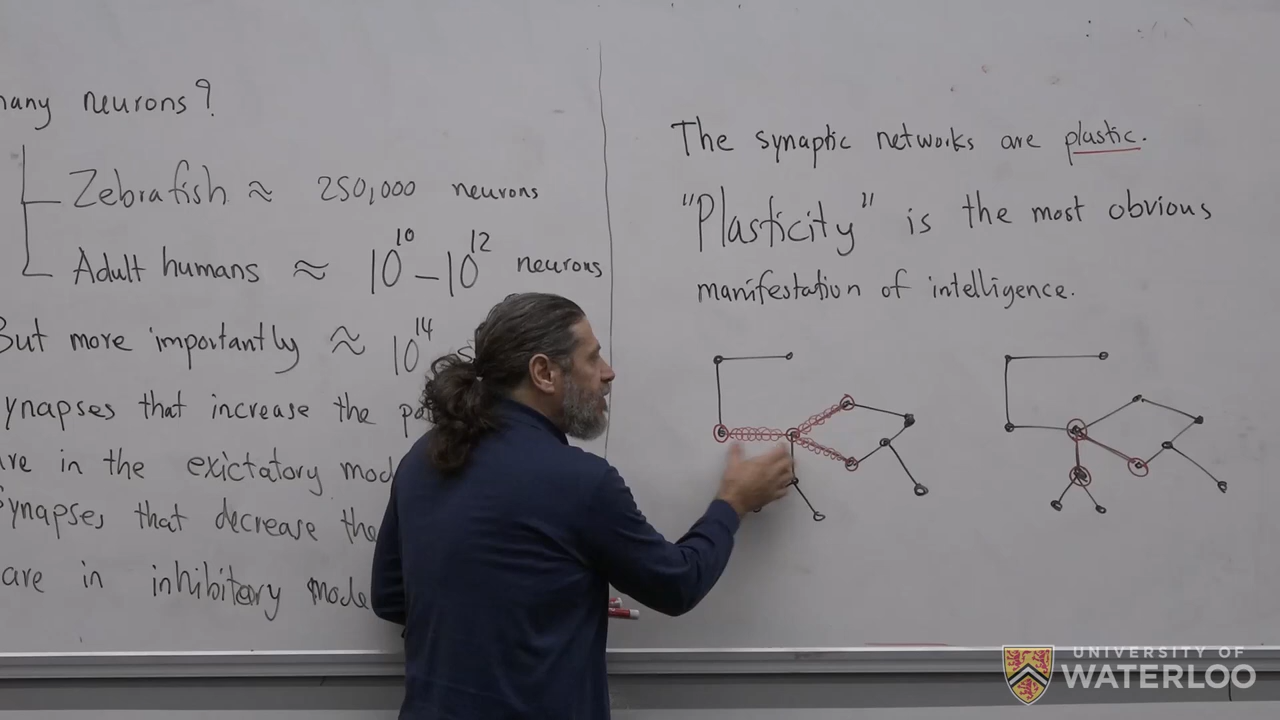 many neurons?
Zebrafish ≈ 250,000 neurons
Adult humans ≈ 10^10 – 10^12 neurons
But more importantly ≈ 10^14
synapses that increase the
are in the exictatory mod
Synapses that decrease the
are in inhibitory mode
The synaptic networks are plastic.
"Plasticity" is the most obvious
manifestation of intelligence.
UNIVERSITY OF
WATERLOO